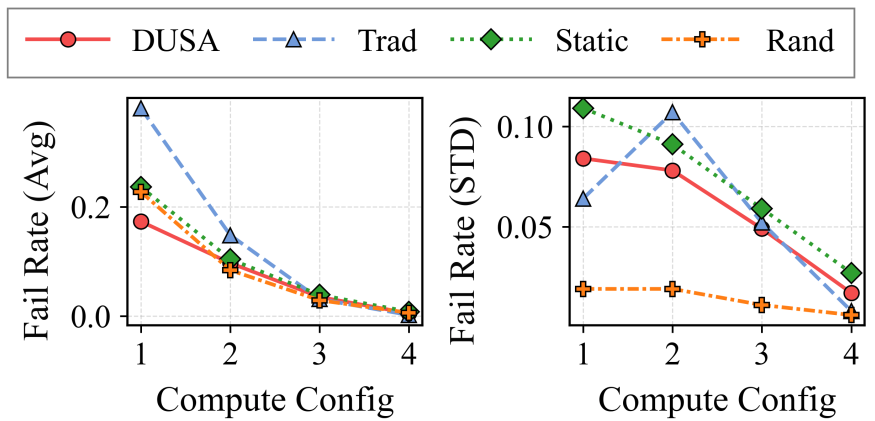 DUSA Trad Static Rand
Fail Rate (Avg)
0.2
0.0
1 2 3 4
Compute Config
Fail Rate (STD)
0.10
0.05
1 2 3 4
Compute Config